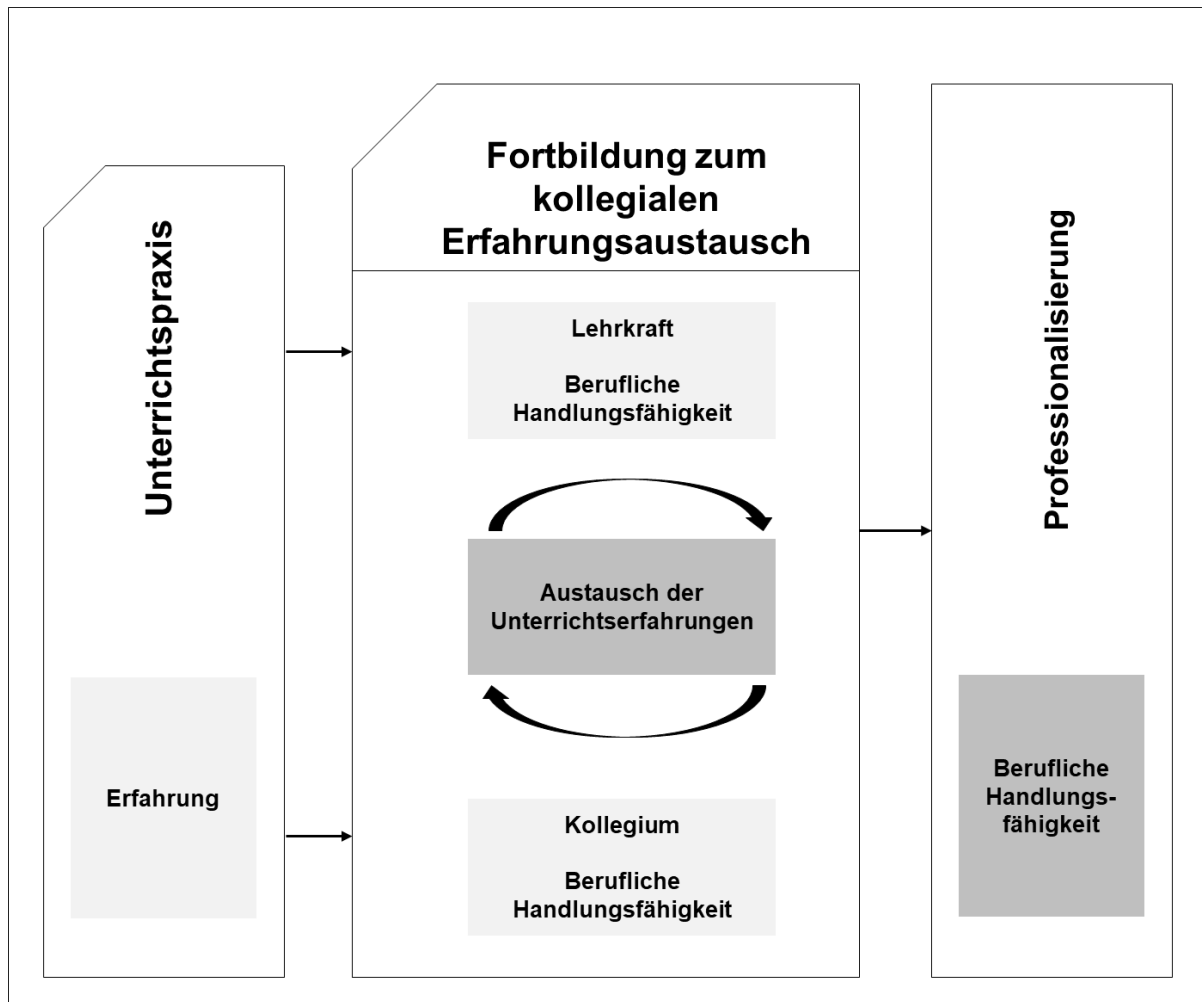 Unterrichtspraxis
Erfahrung
Fortbildung zum
kollegialen
Erfahrungsaustausch
Lehrkraft
Berufliche
Handlungsfähigkeit
Austausch der
Unterrichtserfahrungen
Kollegium
Berufliche
Handlungsfähigkeit
Professionalisierung
Berufliche
Handlungs-
fähigkeit